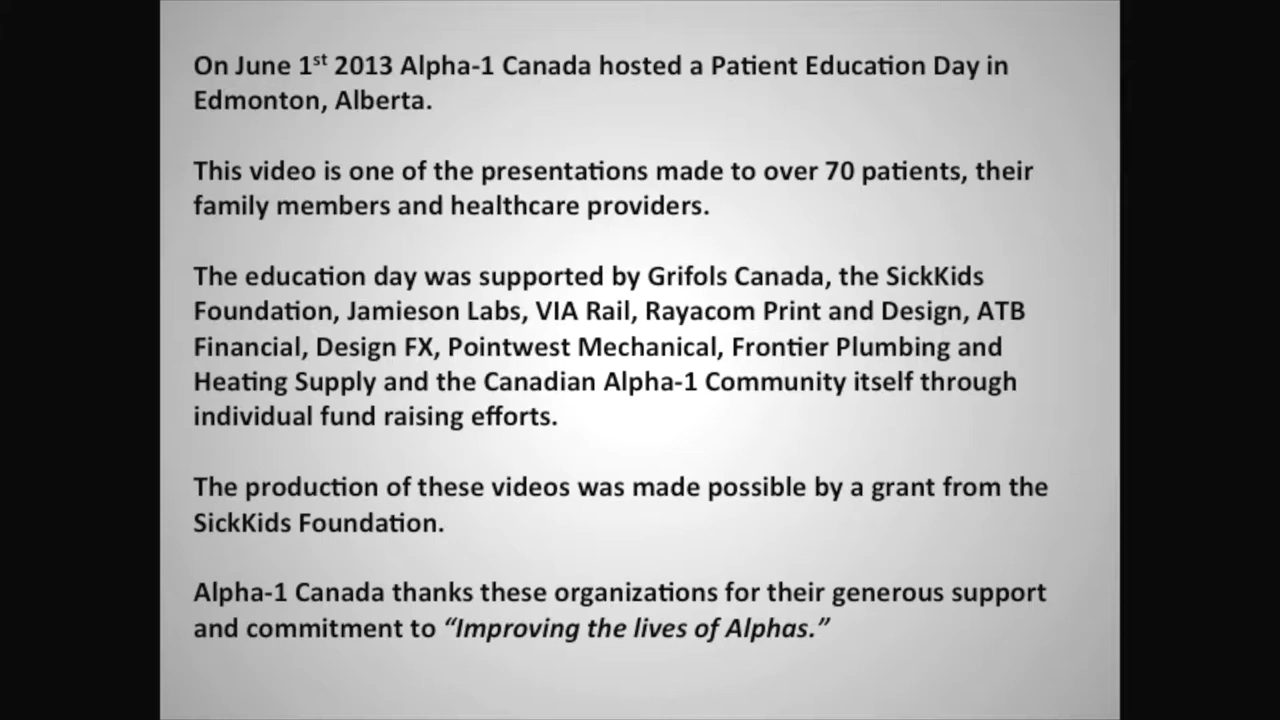 On June 1st 2013 Alpha-1 Canada hosted a Patient Education Day in
Edmonton, Alberta.
This video is one of the presentations made to over 70 patients, their
family members and healthcare providers.
The education day was supported by Grifols Canada, the SickKids
Foundation, Jamieson Labs, VIA Rail, Rayacom Print and Design, ATB
Financial, Design FX, Pointwest Mechanical, Frontier Plumbing and
Heating Supply and the Canadian Alpha-1 Community itself through
individual fund raising efforts.
The production of these videos was made possible by a grant from the
SickKids Foundation.
Alpha-1 Canada thanks these organizations for their generous support
and commitment to “Improving the lives of Alphas.”